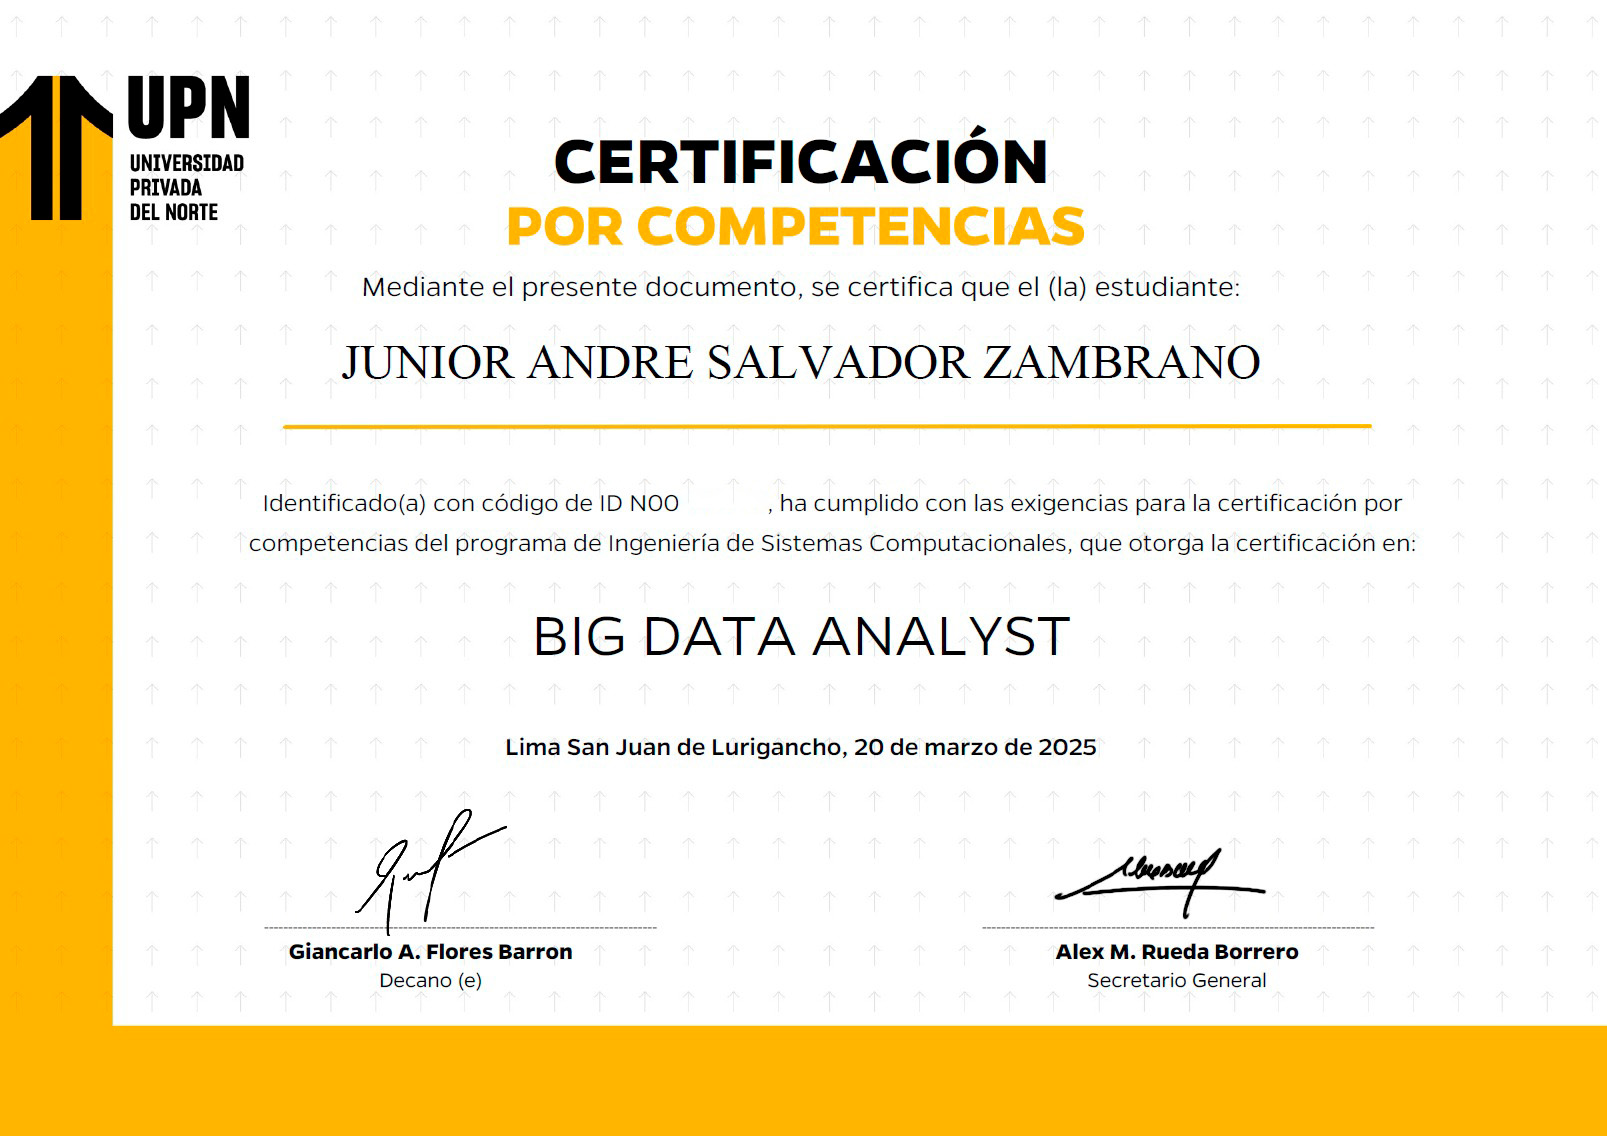 UPN
UNIVERSIDAD
PRIVADA
DEL NORTE
CERTIFICACIÓN
POR COMPETENCIAS
Mediante el presente documento, se certifica que el (la) estudiante:
JUNIOR ANDRE SALVADOR ZAMBRANO
Identificado(a) con código de ID N00 , ha cumplido con las exigencias para la certificación por
competencias del programa de Ingeniería de Sistemas Computacionales, que otorga la certificación en:
BIG DATA ANALYST
Lima San Juan de Lurigancho, 20 de marzo de 2025
Giancarlo A. Flores Barron
Decano (e)
Alex M. Rueda Borrero
Secretario General